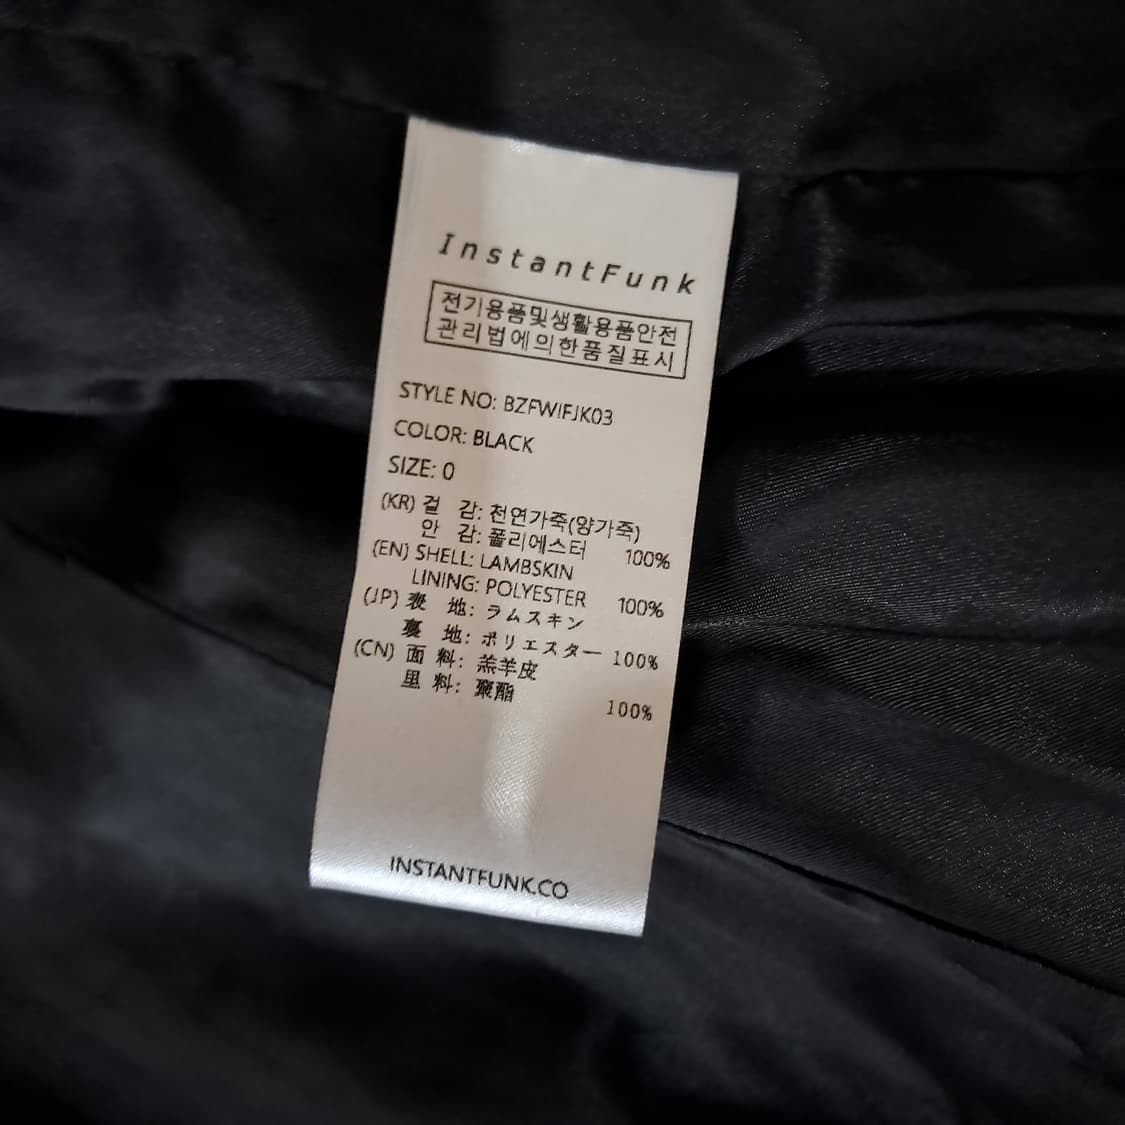 InstantFunk
전기용품및생활용품안전
관리법에의한품질표시
STYLE NO: BZFWIFJK03
COLOR: BLACK
SIZE: 0
(KR) 겉 감: 천연가죽(양가죽)
안 감: 폴리에스터 100%
(EN) SHELL: LAMBSKIN
LINING: POLYESTER 100%
(JP) 表 地: ラムスキン
裏 地: ポリエスター 100%
(CN) 面 料: 羔羊皮
里 料: 聚酯 100%
INSTANTFUNK.CO